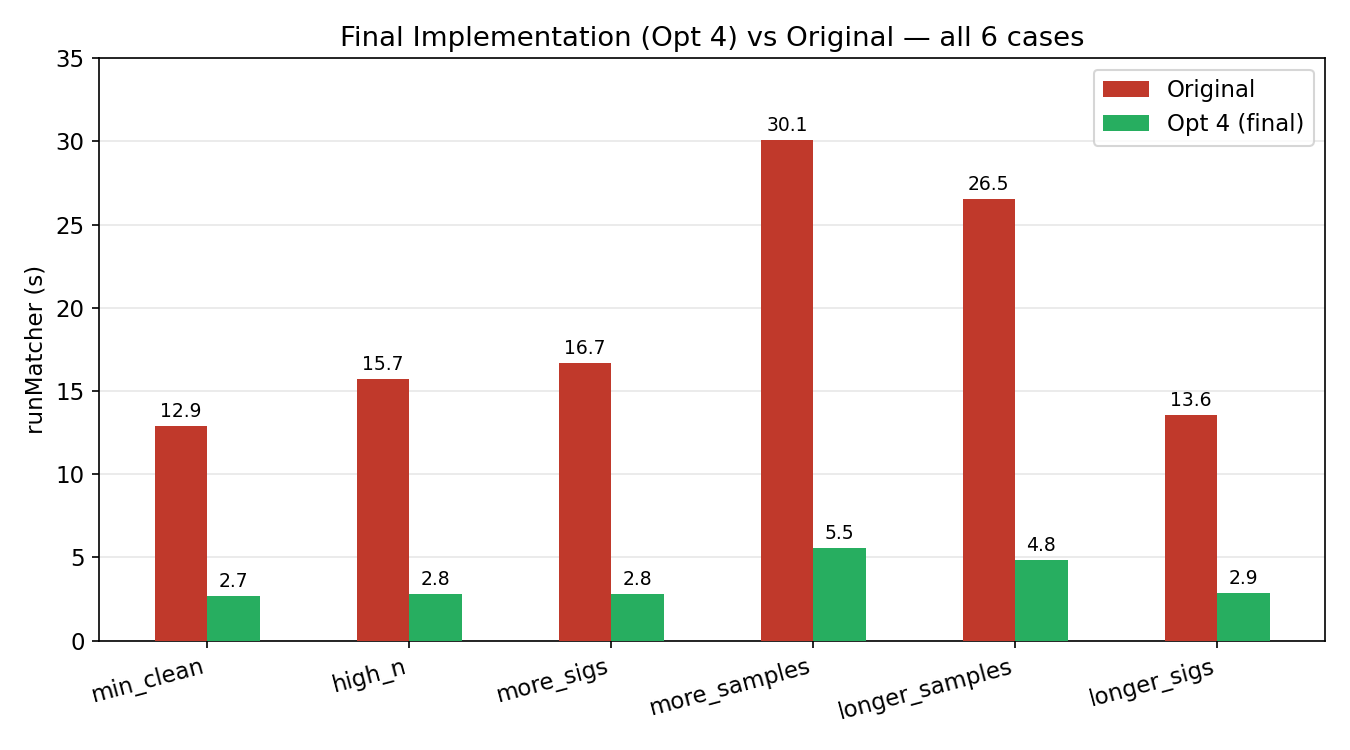 Final Implementation (Opt 4) vs Original — all 6 cases
35
30
25
20
15
10
5
0
runMatcher (s)
Original
Opt 4 (final)
12.9
2.7
15.7
2.8
16.7
2.8
30.1
5.5
26.5
4.8
13.6
2.9
min_clean
high_n
more_sigs
more_samples
longer_samples
longer_sigs